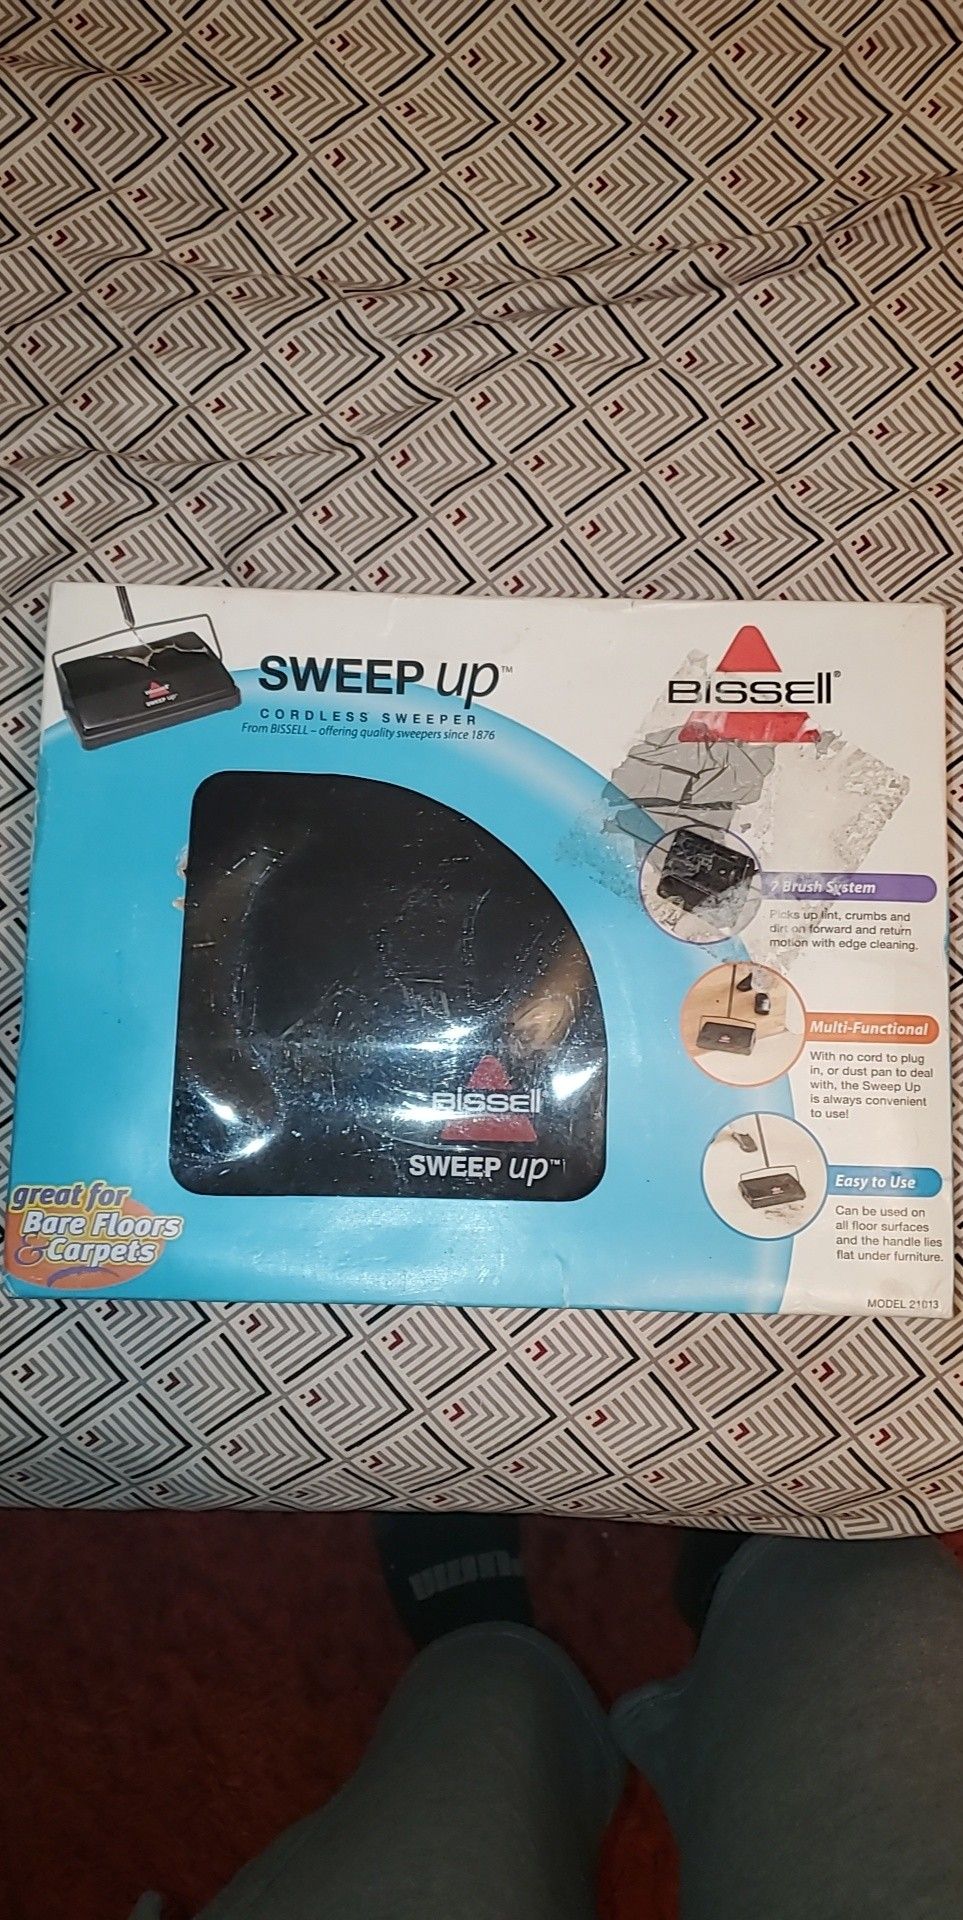 SWEEP up™
CORDLESS SWEEPER
From BISSELL – offering quality sweepers since 1876
BISSELL®
BISSELL
SWEEP up™
7 Brush System
Picks up lint, crumbs and
dirt on forward and return
motion with edge cleaning.
Multi-Functional
With no cord to plug
in, or dust pan to deal
with, the Sweep Up
is always convenient
to use!
Easy to Use
Can be used on
all floor surfaces
and the handle lies
flat under furniture.
great for
Bare Floors
& Carpets
BISSELL
SWEEP up™
MODEL 21013
PUMA